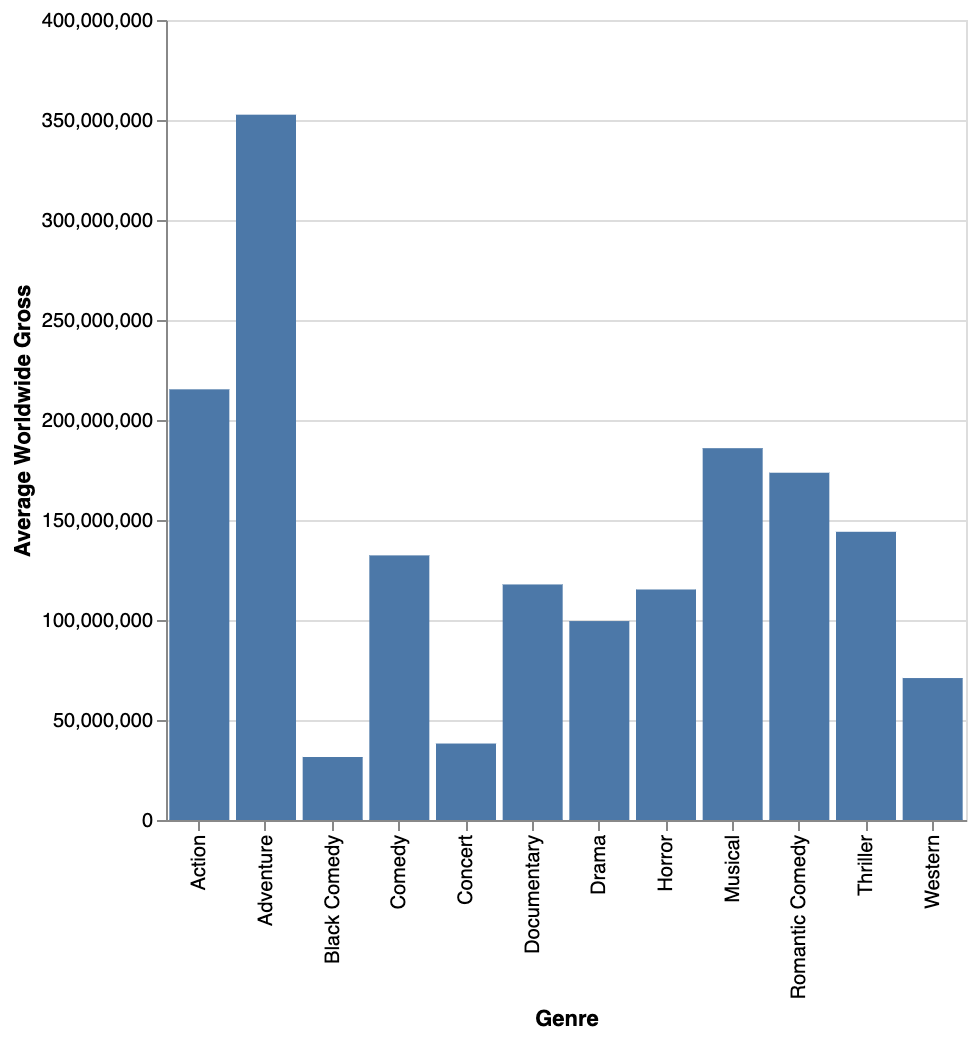 400,000,000
350,000,000
300,000,000
250,000,000
200,000,000
150,000,000
100,000,000
50,000,000
0
Average Worldwide Gross
Action
Adventure
Black Comedy
Comedy
Concert
Documentary
Drama
Horror
Musical
Romantic Comedy
Thriller
Western
Genre